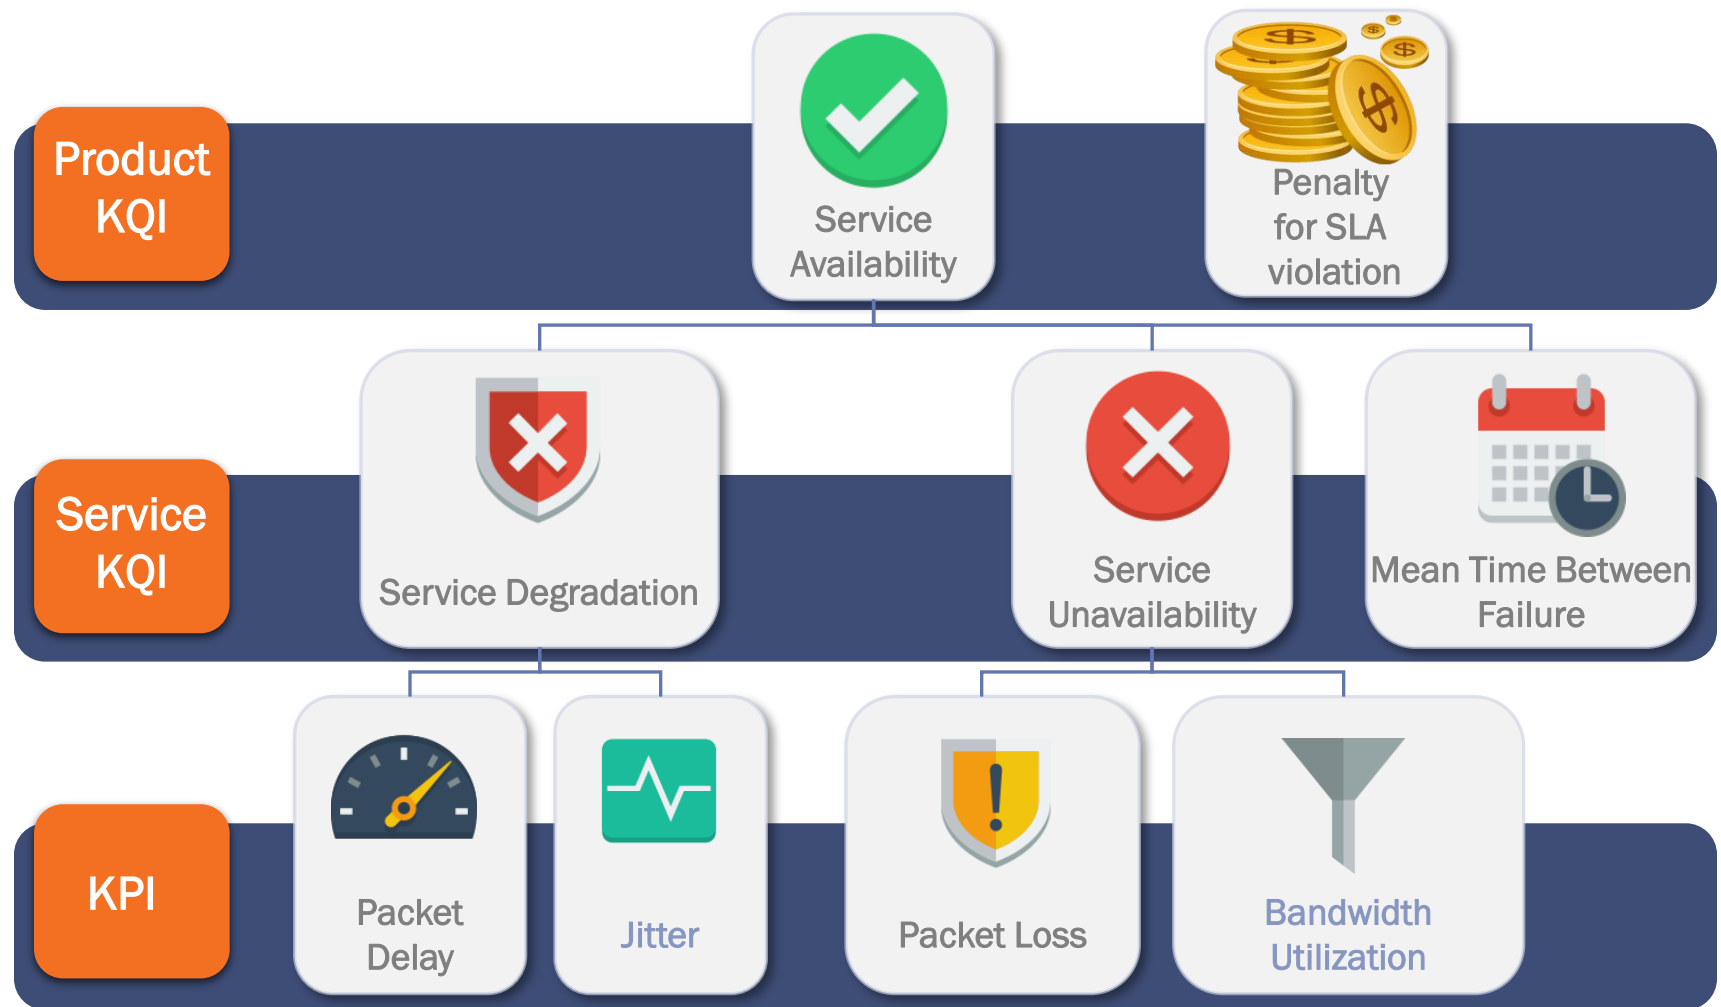 Product
KQI
Service
Availability
Penalty
for SLA
violation
Service
KQI
Service Degradation
Service
Unavailability
Mean Time Between
Failure
KPI
Packet
Delay
Jitter
Packet Loss
Bandwidth
Utilization